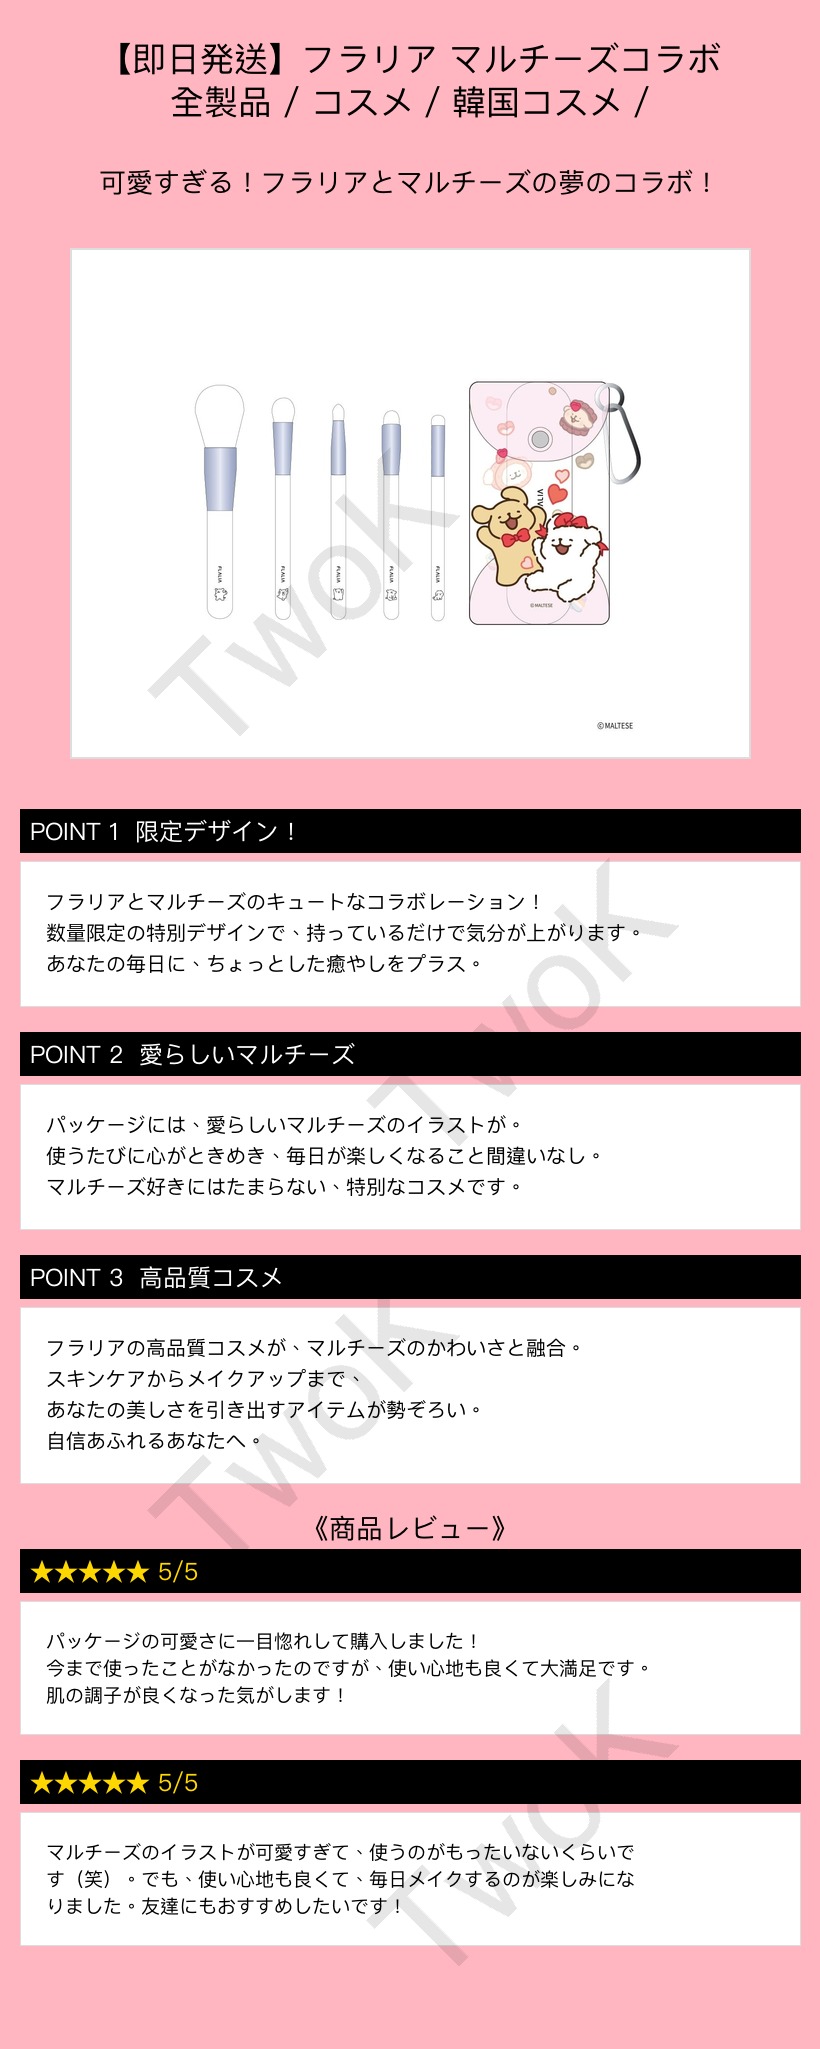 【即日発送】フラリア マルチーズコラボ
全製品 / コスメ / 韓国コスメ /
可愛すぎる！フラリアとマルチーズの夢のコラボ！
FLALIA
FLALIA
FLALIA
FLALIA
FLALIA
©MALTESE
©MALTESE
POINT 1 限定デザイン！
フラリアとマルチーズのキュートなコラボレーション！
数量限定の特別デザインで、持っているだけで気分が上がります。
あなたの毎日に、ちょっとした癒やしをプラス。
POINT 2 愛らしいマルチーズ
パッケージには、愛らしいマルチーズのイラストが。
使うたびに心がときめき、毎日が楽しくなること間違いなし。
マルチーズ好きにはたまらない、特別なコスメです。
POINT 3 高品質コスメ
フラリアの高品質コスメが、マルチーズのかわいさと融合。
スキンケアからメイクアップまで、
あなたの美しさを引き出すアイテムが勢ぞろい。
自信あふれるあなたへ。
《商品レビュー》
★★★★★ 5/5
パッケージの可愛さに一目惚れして購入しました！
今まで使ったことがなかったのですが、使い心地も良くて大満足です。
肌の調子が良くなった気がします！
★★★★★ 5/5
マルチーズのイラストが可愛すぎて、使うのがもったいないくらいで
す（笑）。でも、使い心地も良くて、毎日メイクするのが楽しみにな
りました。友達にもおすすめしたいです！
TwoK
TwoK
TwoK
TwoK